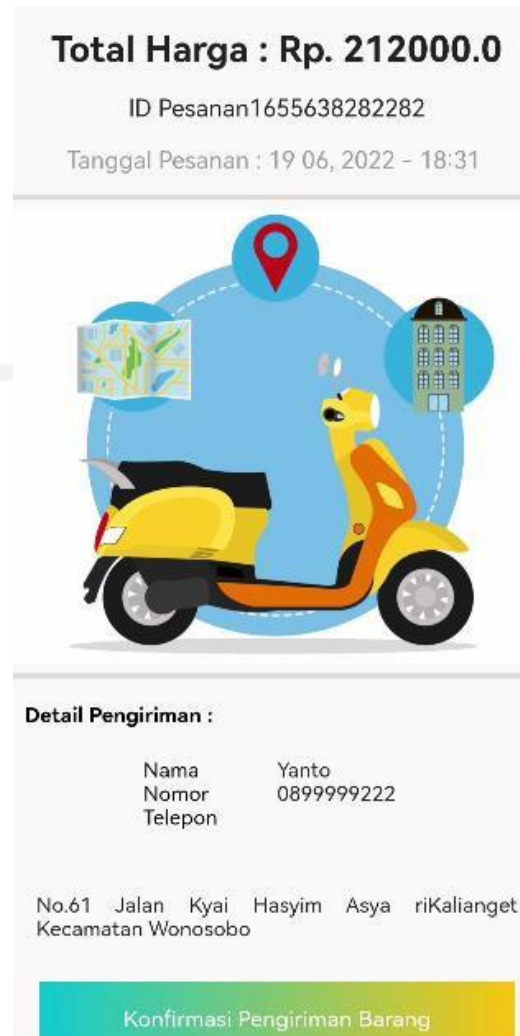 Total Harga : Rp. 212000.0
ID Pesanan1655638282282
Tanggal Pesanan : 19 06, 2022 - 18:31
Detail Pengiriman :
Nama Yanto
Nomor 0899999222
Telepon
No.61 Jalan Kyai Hasyim Asya riKalianget
Kecamatan Wonosobo
Konfirmasi Pengiriman Barang